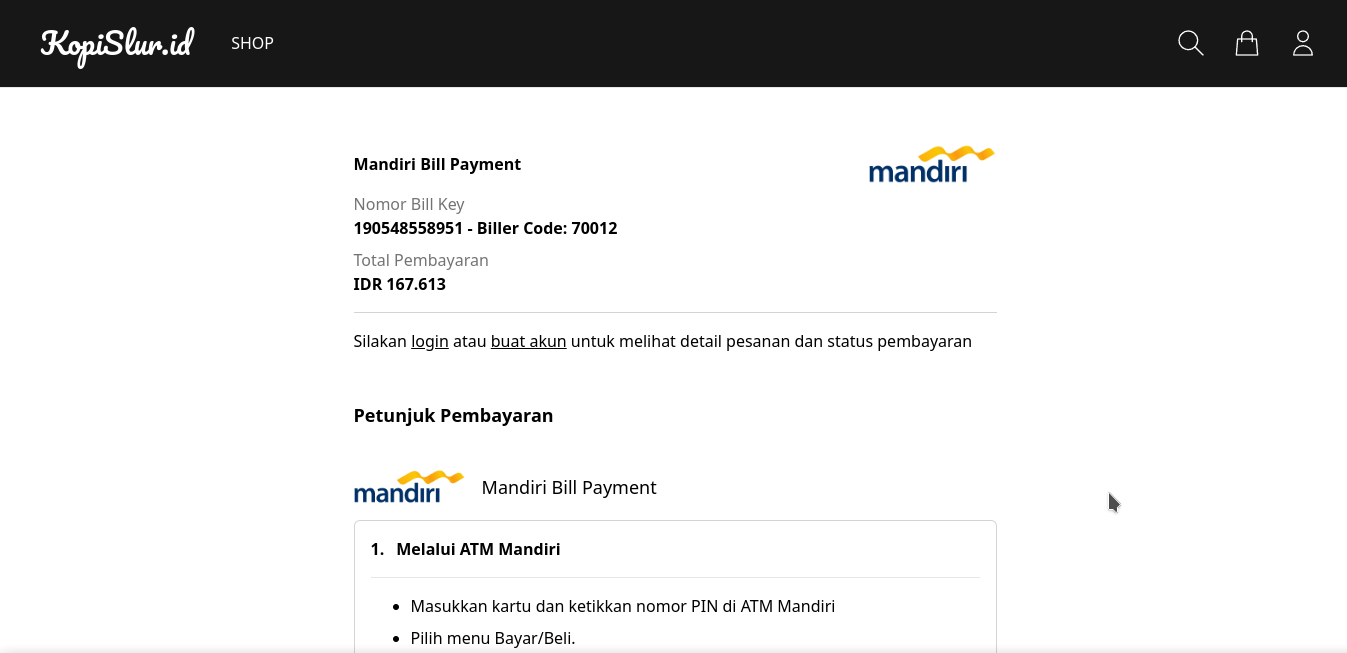 KopiSlur.id SHOP
Mandiri Bill Payment
mandiri
Nomor Bill Key
190548558951 - Biller Code: 70012
Total Pembayaran
IDR 167.613
Silakan login atau buat akun untuk melihat detail pesanan dan status pembayaran
Petunjuk Pembayaran
mandiri Mandiri Bill Payment
1. Melalui ATM Mandiri
• Masukkan kartu dan ketikkan nomor PIN di ATM Mandiri
• Pilih menu Bayar/Beli.